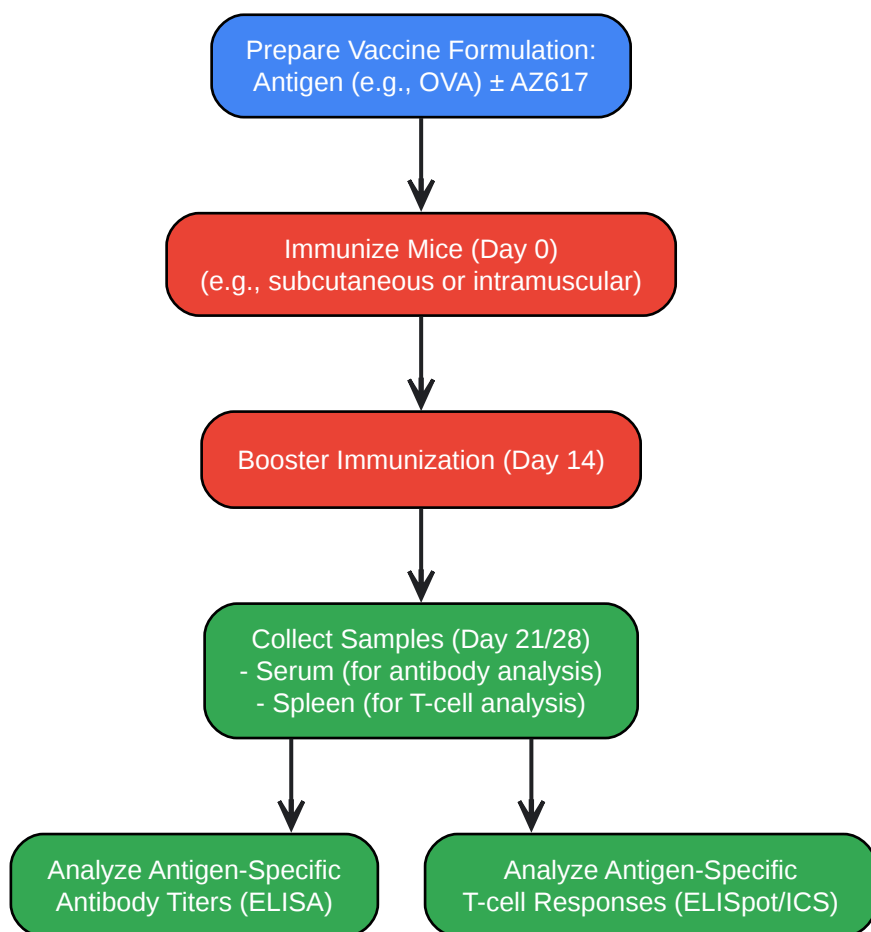 Prepare Vaccine Formulation:
Antigen (e.g., OVA) ± AZ617
Immunize Mice (Day 0)
(e.g., subcutaneous or intramuscular)
Booster Immunization (Day 14)
Collect Samples (Day 21/28)
- Serum (for antibody analysis)
- Spleen (for T-cell analysis)
Analyze Antigen-Specific
Antibody Titers (ELISA)
Analyze Antigen-Specific
T-cell Responses (ELISpot/ICS)